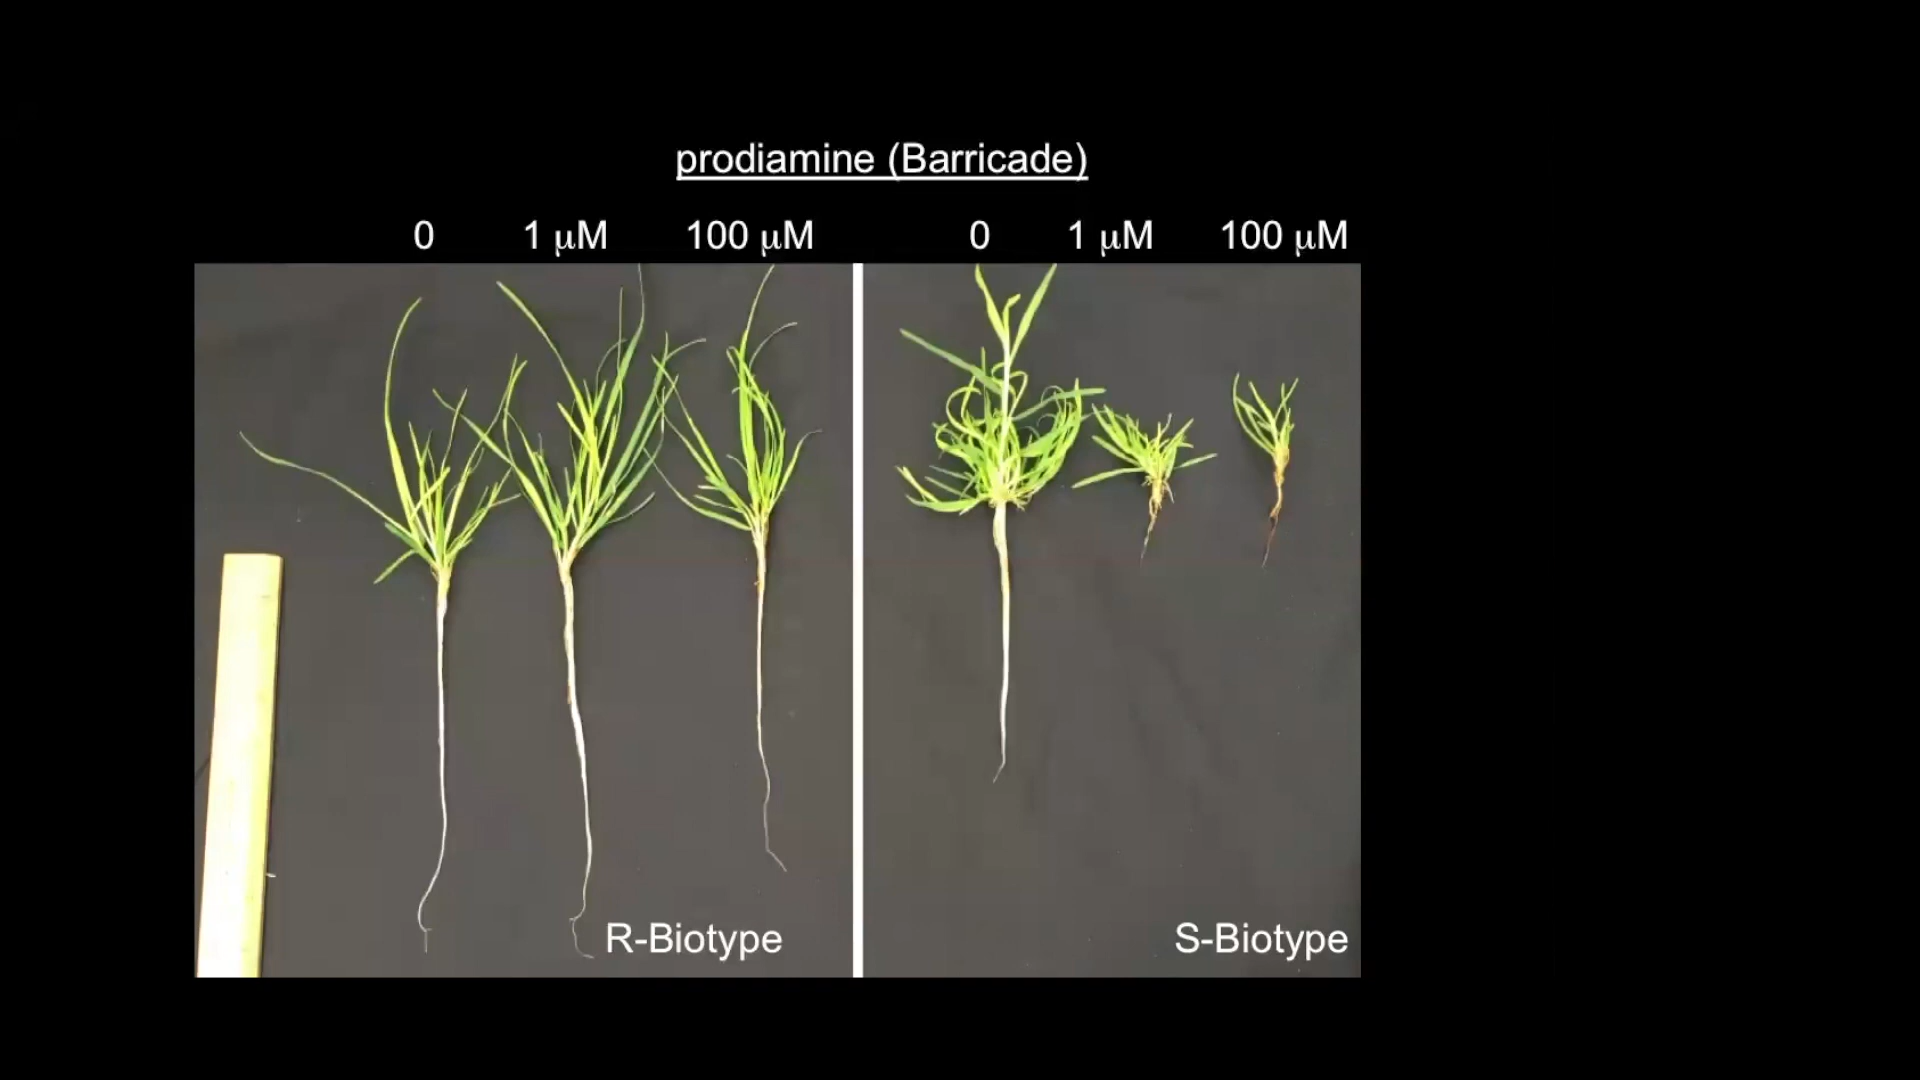 prodiamine (Barricade)
0 1 μM 100 μM 0 1 μM 100 μM
R-Biotype S-Biotype